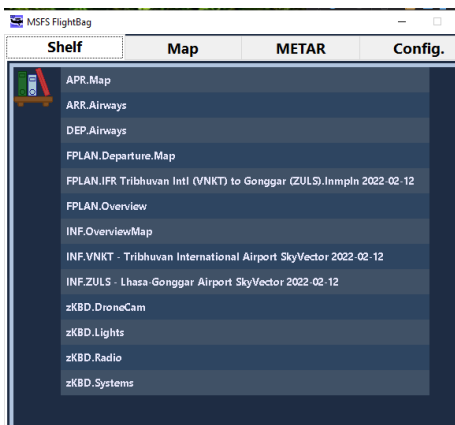 MSFS FlightBag
Shelf Map METAR Config.
APR.Map
ARR.Airways
DEP.Airways
FPLAN.Departure.Map
FPLAN.IFR Tribhuvan Intl (VNKT) to Gonggar (ZULS).lnmpln 2022-02-12
FPLAN.Overview
INF.OverviewMap
INF.VNKT - Tribhuvan International Airport SkyVector 2022-02-12
INF.ZULS - Lhasa-Gonggar Airport SkyVector 2022-02-12
zKBD.DroneCam
zKBD.Lights
zKBD.Radio
zKBD.Systems